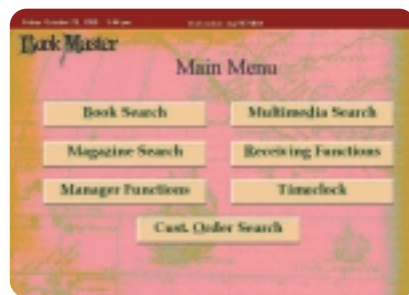 Book Master
Main Menu
Book Search Multimedia Search
Magazine Search Receiving Functions
Manager Functions Timeclock
Cust. Order Search